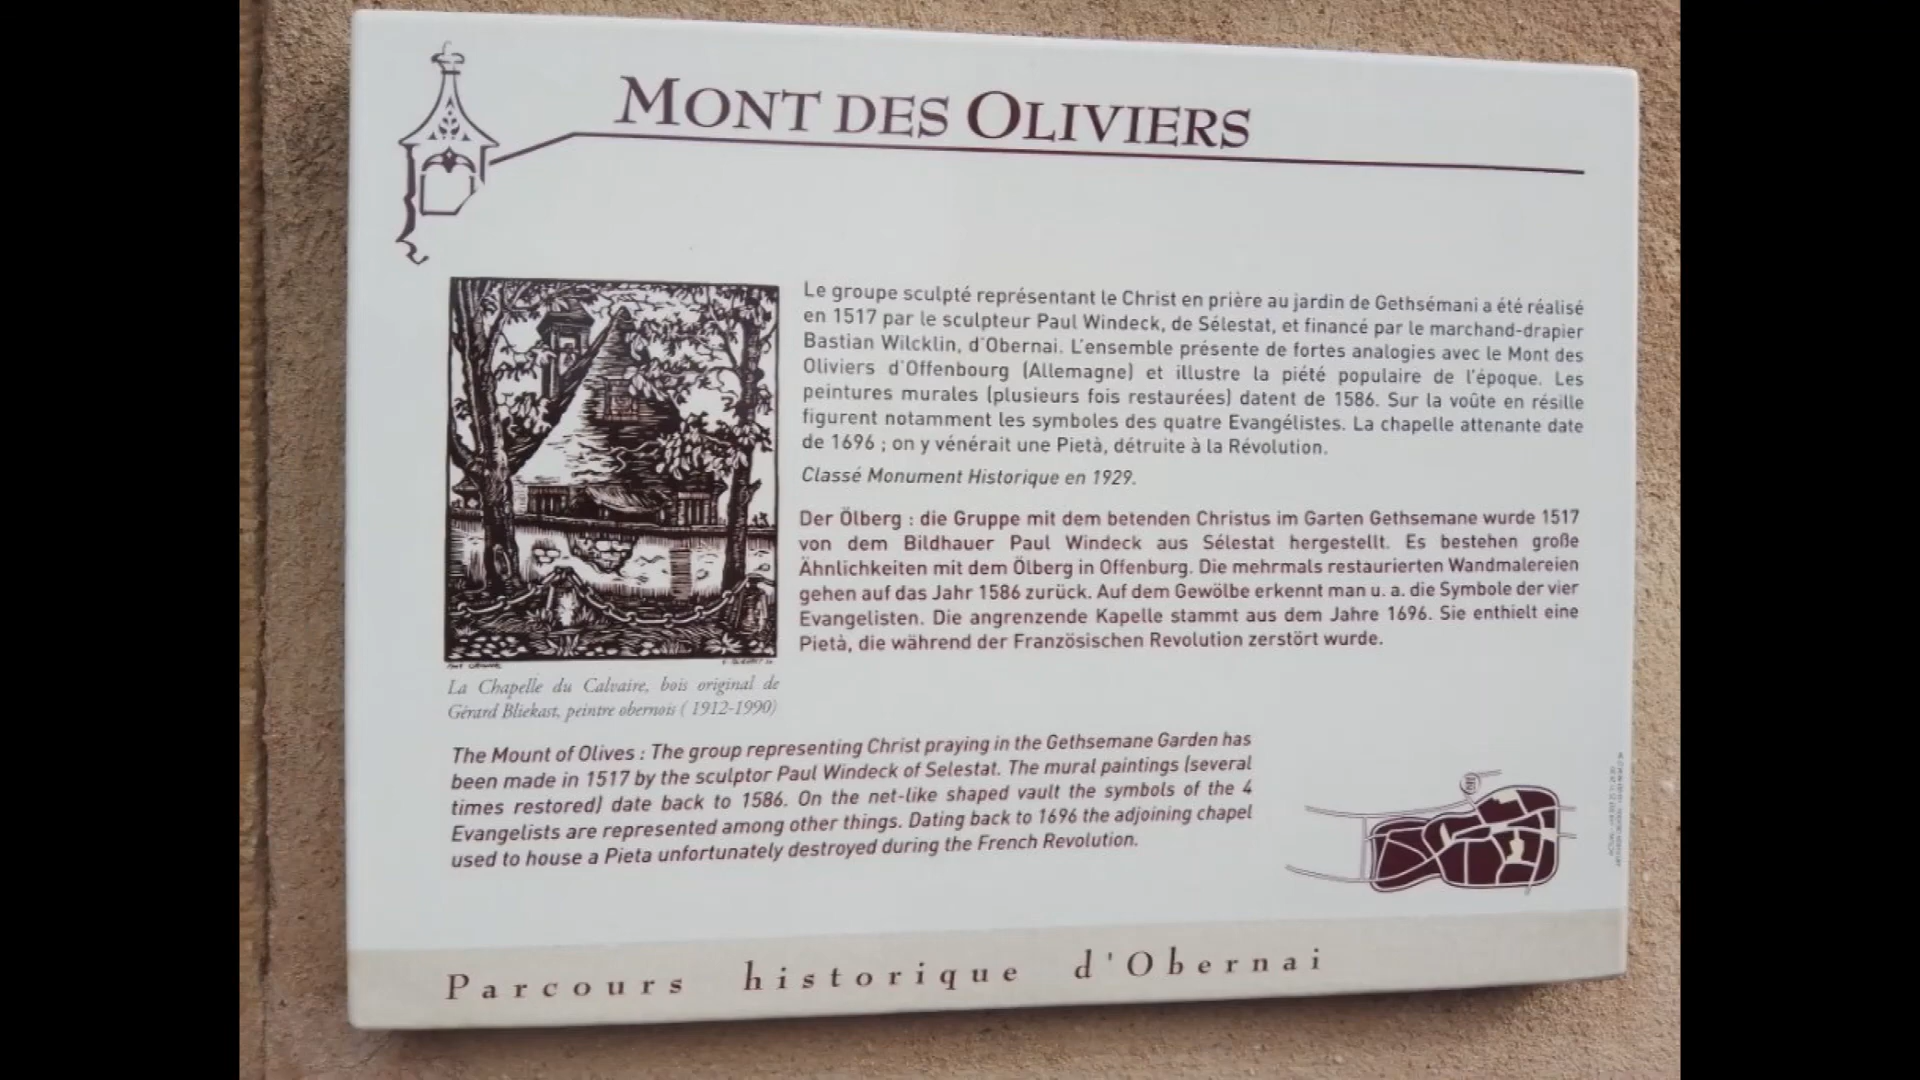 MONT DES OLIVIERS
Le groupe sculpté représentant le Christ en prière au jardin de Gethsémani a été réalisé
en 1517 par le sculpteur Paul Windeck, de Sélestat, et financé par le marchand-drapier
Bastian Wilcklin, d'Obernai. L'ensemble présente de fortes analogies avec le Mont des
Oliviers d'Offenbourg (Allemagne) et illustre la piété populaire de l'époque. Les
peintures murales (plusieurs fois restaurées) datent de 1586. Sur la voûte en résille
figurent notamment les symboles des quatre Evangélistes. La chapelle attenante date
de 1696 ; on y vénérait une Pietà, détruite à la Révolution.
Classé Monument Historique en 1929.
Der Ölberg : die Gruppe mit dem betenden Christus im Garten Gethsemane wurde 1517
von dem Bildhauer Paul Windeck aus Sélestat hergestellt. Es bestehen große
Ähnlichkeiten mit dem Ölberg in Offenburg. Die mehrmals restaurierten Wandmalereien
gehen auf das Jahr 1586 zurück. Auf dem Gewölbe erkennt man u. a. die Symbole der vier
Evangelisten. Die angrenzende Kapelle stammt aus dem Jahre 1696. Sie enthielt eine
Pietà, die während der Französischen Revolution zerstört wurde.
La Chapelle du Calvaire, bois original de
Gérard Bliekast, peintre obernois ( 1912-1990)
The Mount of Olives : The group representing Christ praying in the Gethsemane Garden has
been made in 1517 by the sculptor Paul Windeck of Selestat. The mural paintings (several
times restored) date back to 1586. On the net-like shaped vault the symbols of the 4
Evangelists are represented among other things. Dating back to 1696 the adjoining chapel
used to house a Pieta unfortunately destroyed during the French Revolution.
Parcours historique d'Obernai